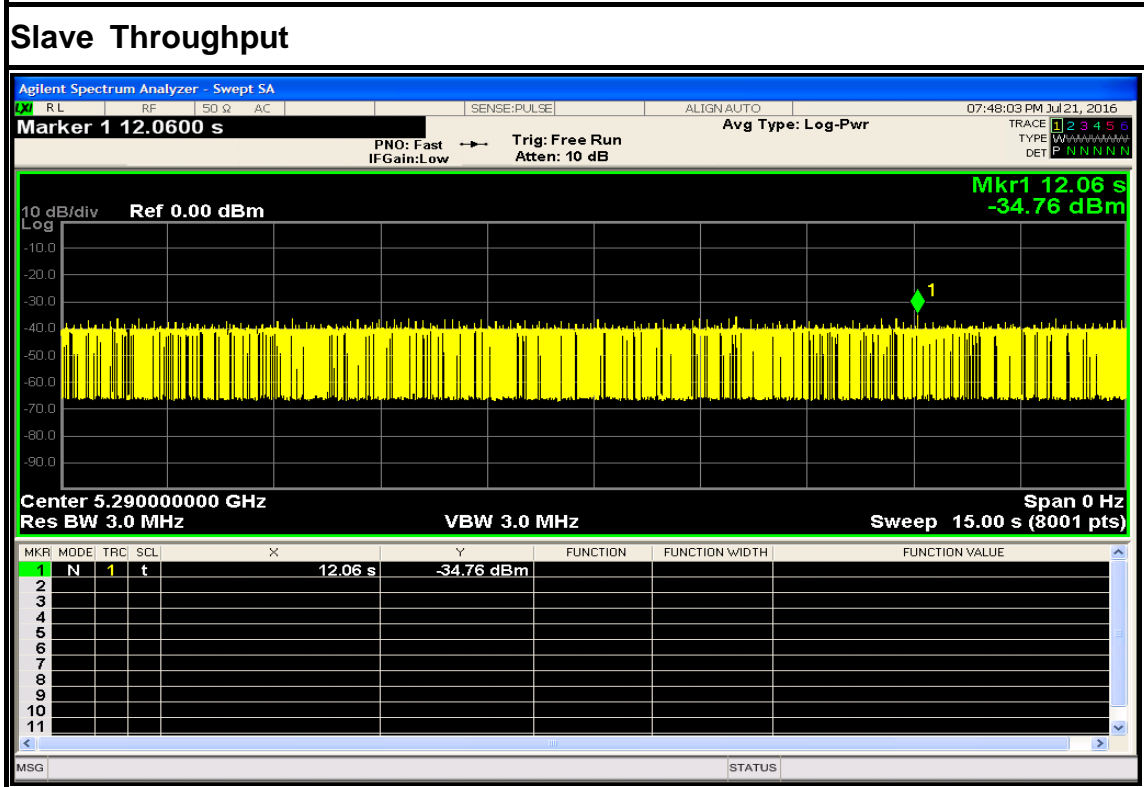 Slave Throughput
Agilent Spectrum Analyzer - Swept SA
LXI RL RF 50 Ω AC SENSE:PULSE ALIGN AUTO 07:48:03 PM Jul 21, 2016
Marker 1 12.0600 s
PNO: Fast
IFGain:Low
Trig: Free Run
Atten: 10 dB
Avg Type: Log-Pwr
TRACE 1 2 3 4 5 6
TYPE WWWWWW
DET P N N N N N
Mkr1 12.06 s
-34.76 dBm
10 dB/div Ref 0.00 dBm
Log
-10.0
-20.0
-30.0
1
-40.0
-50.0
-60.0
-70.0
-80.0
-90.0
Center 5.290000000 GHz Span 0 Hz
Res BW 3.0 MHz VBW 3.0 MHz Sweep 15.00 s (8001 pts)
MKR MODE TRC SCL X Y FUNCTION FUNCTION WIDTH FUNCTION VALUE
1 N 1 t 12.06 s -34.76 dBm
2
3
4
5
6
7
8
9
10
11
MSG STATUS